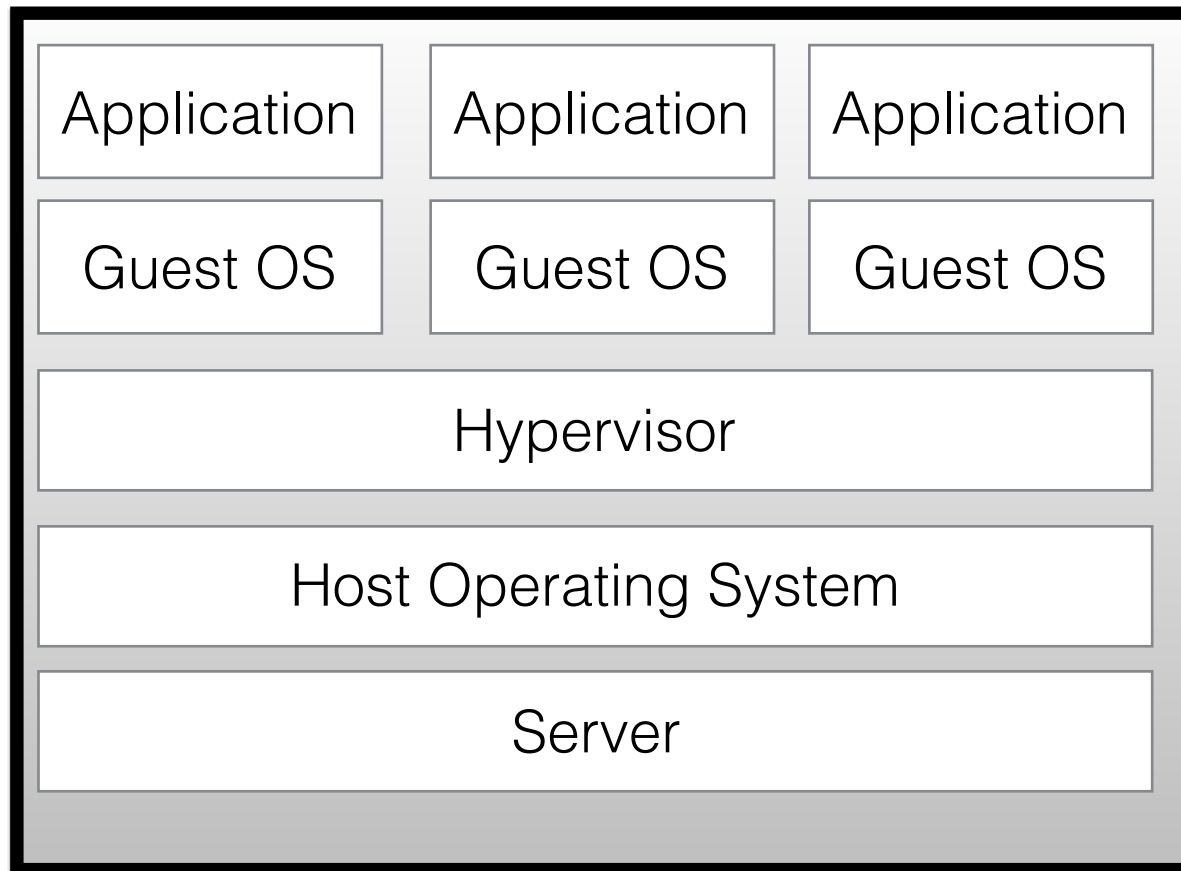 Application Application Application
Guest OS Guest OS Guest OS
Hypervisor
Host Operating System
Server